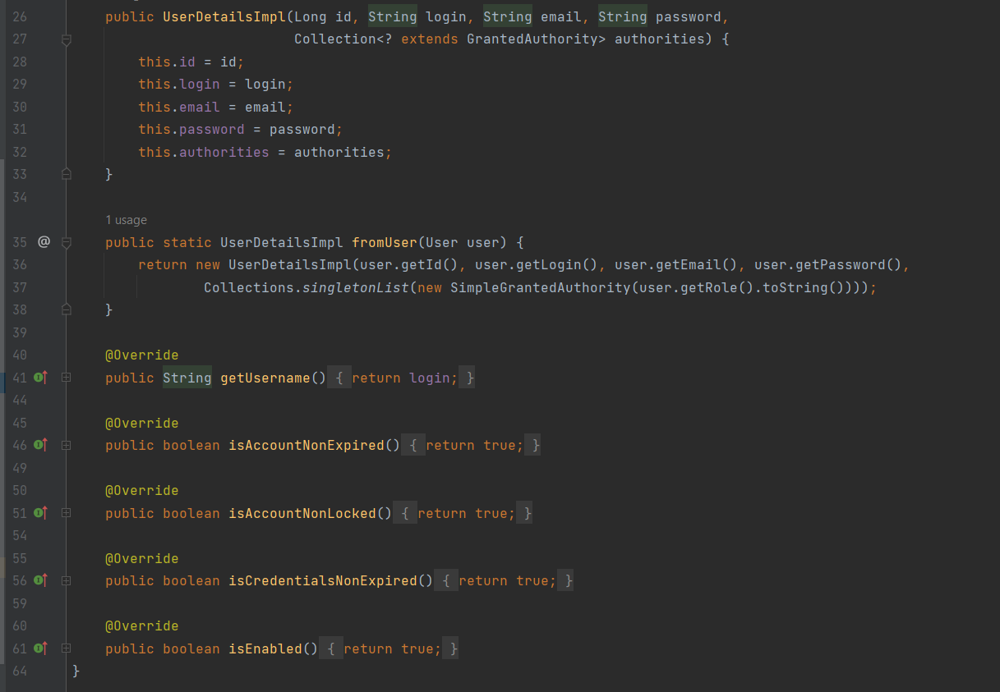 26 public UserDetailsImpl(Long id, String login, String email, String password,
27 Collection<? extends GrantedAuthority> authorities) {
28 this.id = id;
29 this.login = login;
30 this.email = email;
31 this.password = password;
32 this.authorities = authorities;
33 }
34
1 usage
35 @ public static UserDetailsImpl fromUser(User user) {
36 return new UserDetailsImpl(user.getId(), user.getLogin(), user.getEmail(), user.getPassword(),
37 Collections.singletonList(new SimpleGrantedAuthority(user.getRole().toString())));
38 }
39
40 @Override
41 public String getUsername() { return login; }
44
45 @Override
46 public boolean isAccountNonExpired() { return true; }
49
50 @Override
51 public boolean isAccountNonLocked() { return true; }
54
55 @Override
56 public boolean isCredentialsNonExpired() { return true; }
59
60 @Override
61 public boolean isEnabled() { return true; }
64 }